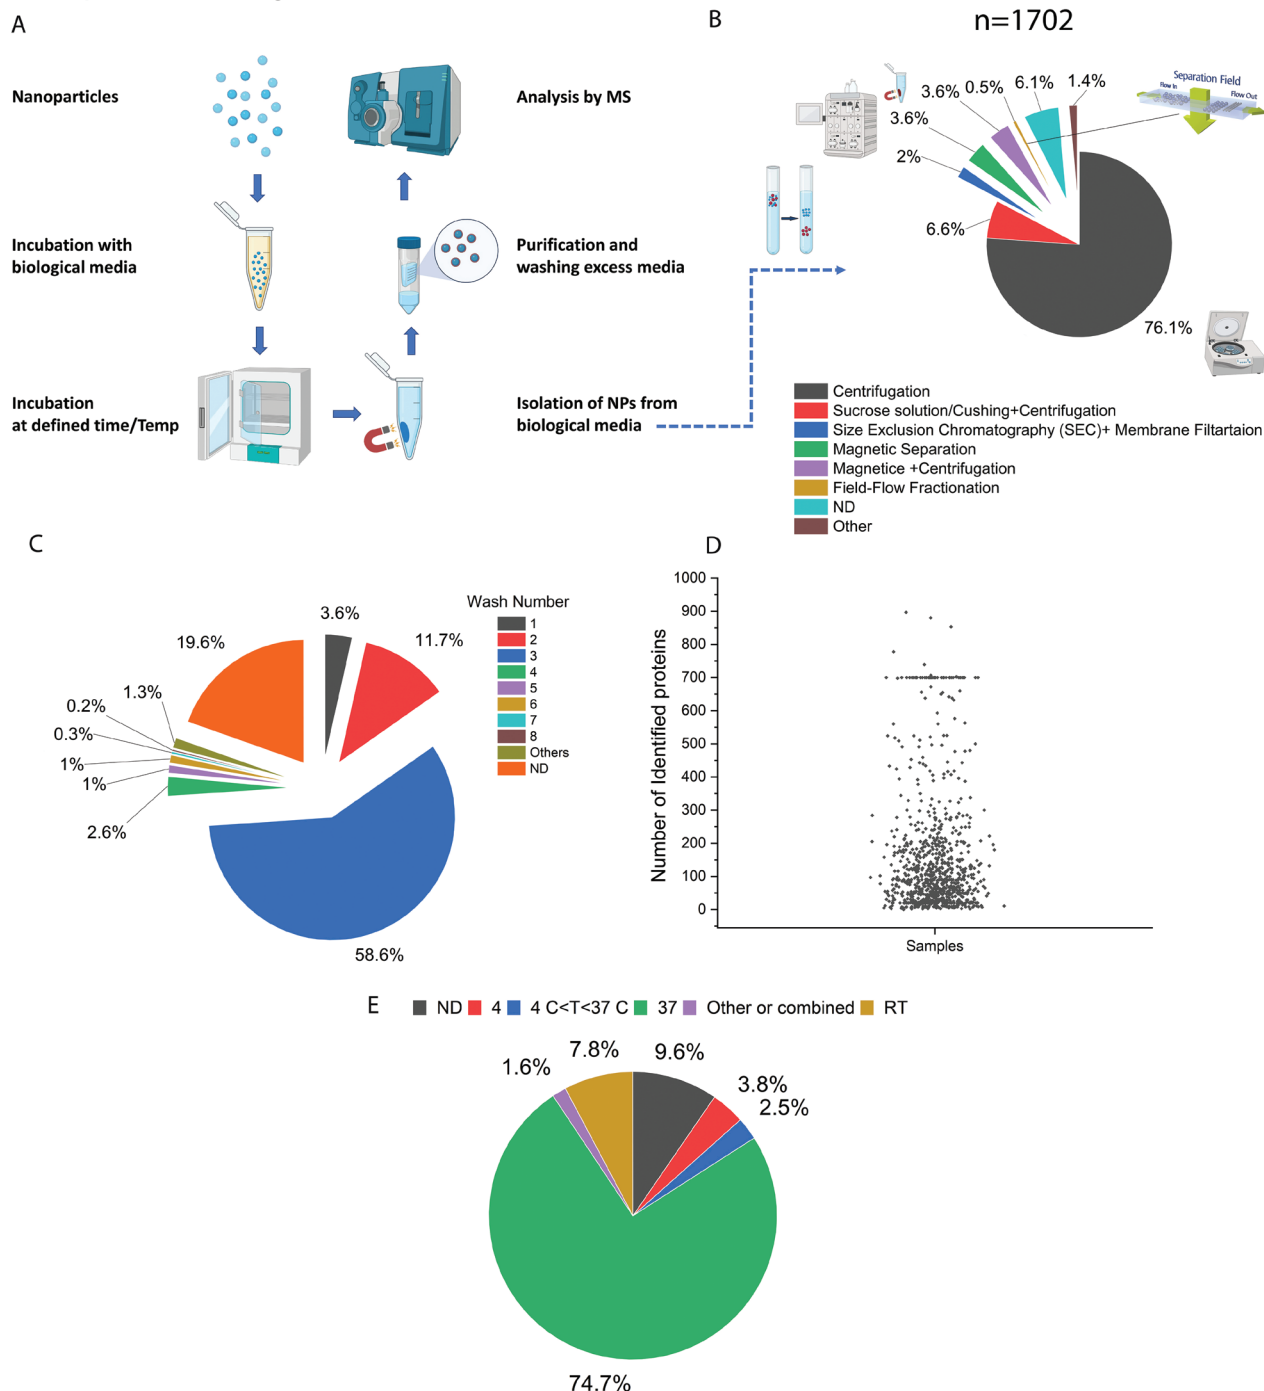 A
Nanoparticles
Analysis by MS
Incubation with
biological media
Purification and
washing excess media
Incubation
at defined time/Temp
Isolation of NPs from
biological media
B
n=1702
3.6%
0.5%
6.1%
1.4%
3.6%
2%
6.6%
76.1%
Separation Field
Flow In
Flow Out
Centrifugation
Sucrose solution/Cushing+Centrifugation
Size Exclusion Chromatography (SEC)+ Membrane Filtartaion
Magnetic Separation
Magnetice +Centrifugation
Field-Flow Fractionation
ND
Other
C
3.6%
11.7%
19.6%
1.3%
0.2%
0.3%
1%
1%
2.6%
58.6%
Wash Number
1
2
3
4
5
6
7
8
Others
ND
D
Number of Identified proteins
1000
900
800
700
600
500
400
300
200
100
0
Samples
E
ND 4 4 C<T<37 C 37 Other or combined RT
7.8%
9.6%
1.6%
3.8%
2.5%
74.7%